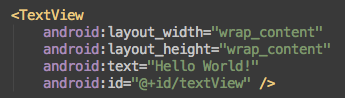 <TextView
android:layout_width="wrap_content"
android:layout_height="wrap_content"
android:text="Hello World!"
android:id="@+id/textView" />